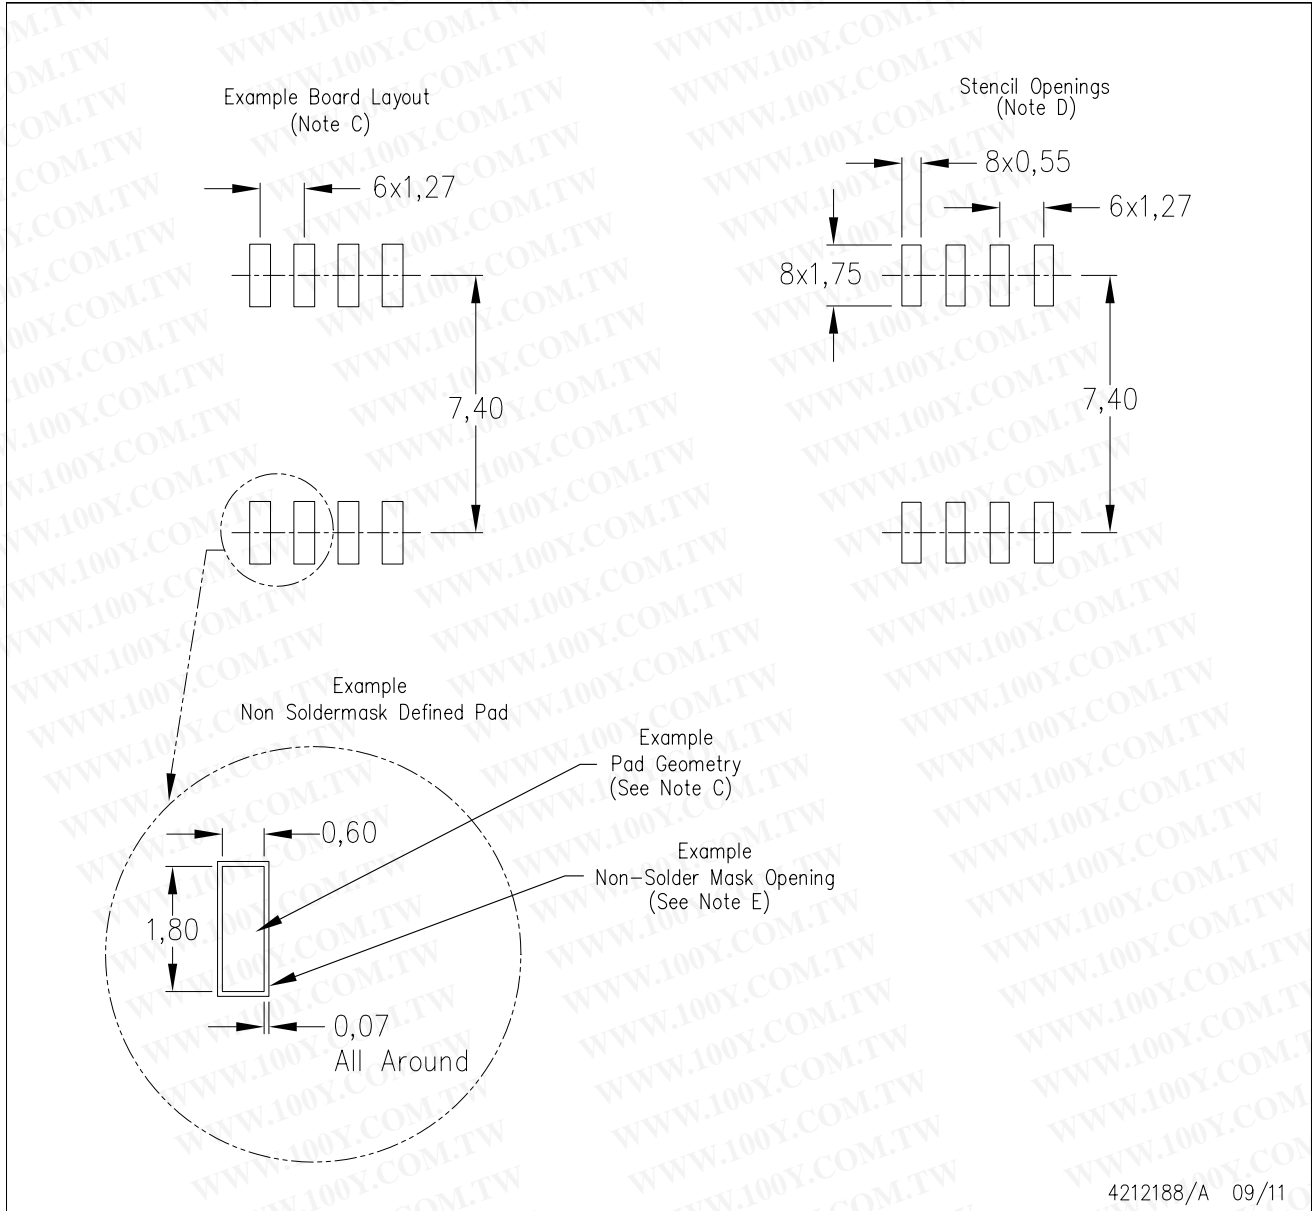 Example Board Layout
(Note C)
6x1,27
7,40
Stencil Openings
(Note D)
8x0,55
6x1,27
8x1,75
7,40
Example
Non Soldermask Defined Pad
Example
Pad Geometry
(See Note C)
0,60
Example
Non-Solder Mask Opening
(See Note E)
1,80
0,07
All Around
4212188/A 09/11
WWW.100Y.COM.TW